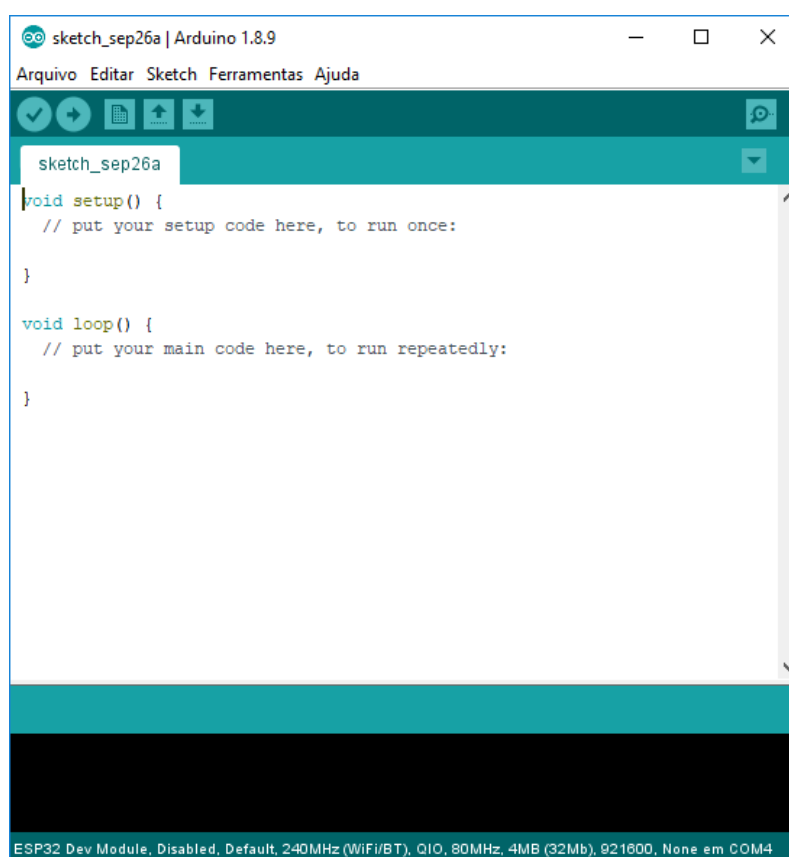 sketch_sep26a | Arduino 1.8.9
Arquivo Editar Sketch Ferramentas Ajuda
sketch_sep26a
void setup() {
  // put your setup code here, to run once:
}
void loop() {
  // put your main code here, to run repeatedly:
}
ESP32 Dev Module, Disabled, Default, 240MHz (WiFi/BT), QIO, 80MHz, 4MB (32Mb), 921600, None em COM4